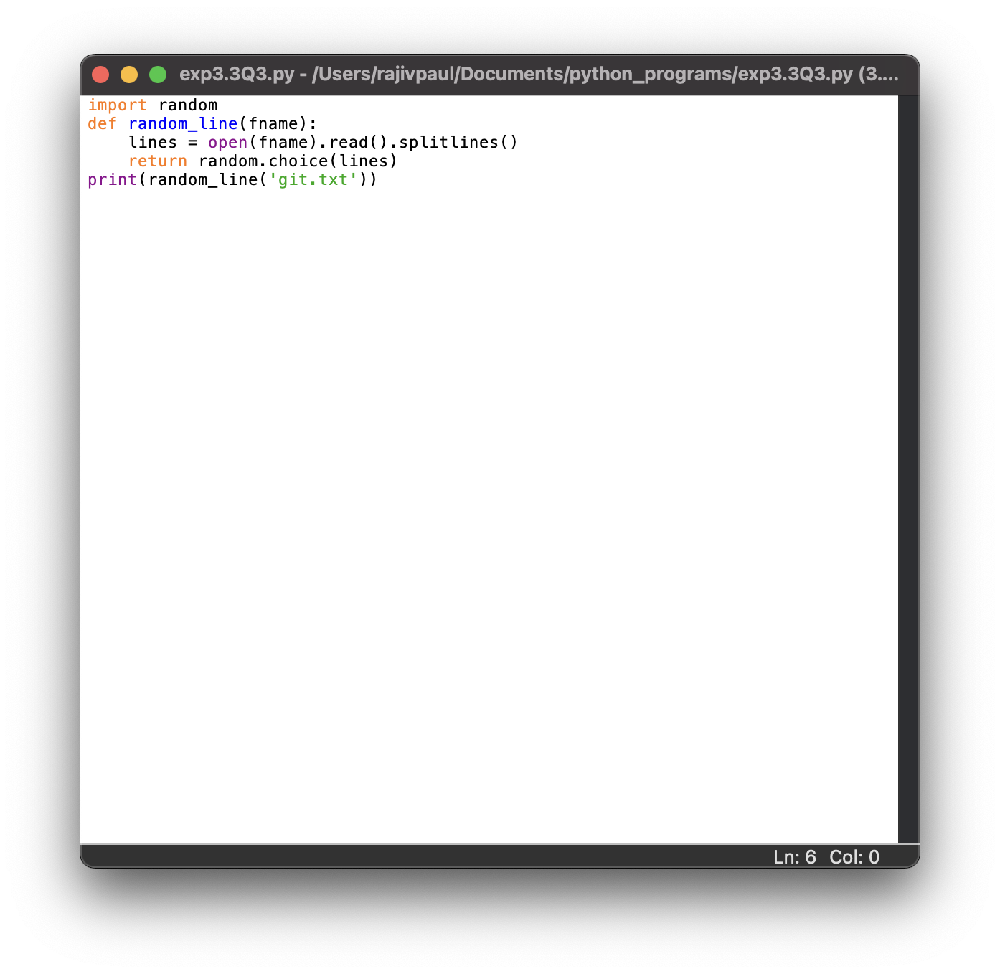 exp3.3Q3.py - /Users/rajivpaul/Documents/python_programs/exp3.3Q3.py (3....
import random
def random_line(fname):
    lines = open(fname).read().splitlines()
    return random.choice(lines)
print(random_line('git.txt'))
Ln: 6 Col: 0